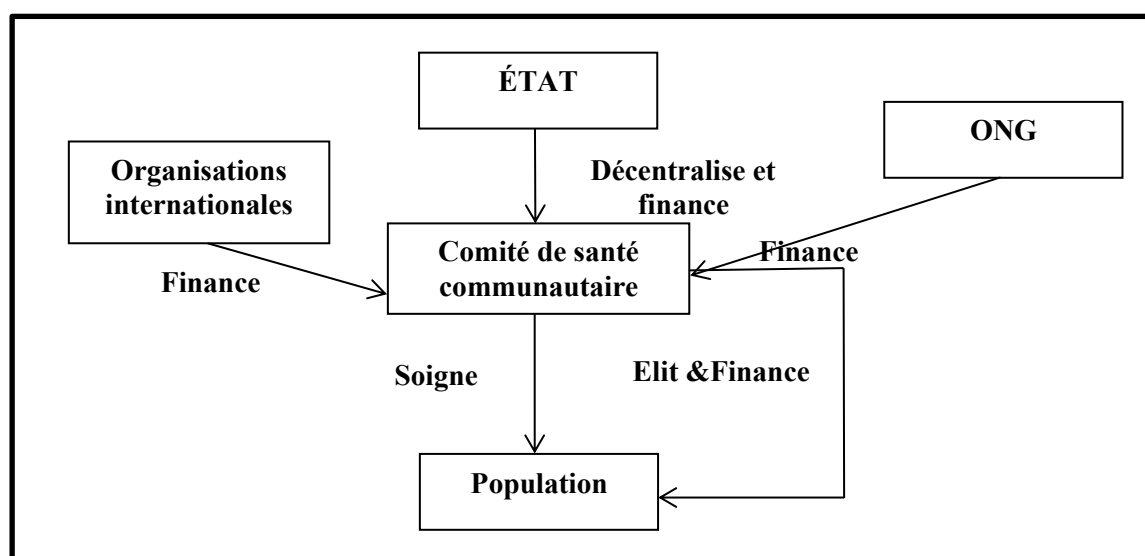 ÉTAT
ONG
Organisations
internationales
Décentralise et
finance
Comité de santé
communautaire
Finance
Finance
Soigne
Elit &Finance
Population